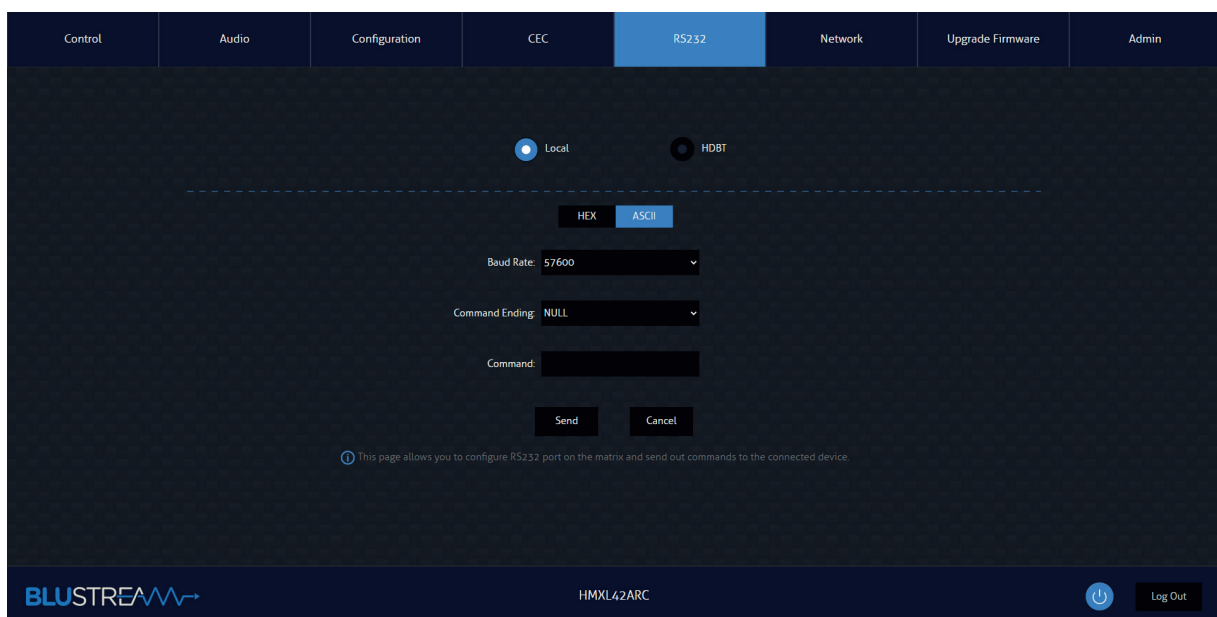 Control Audio Configuration CEC RS232 Network Upgrade Firmware Admin
Local HDBT
HEX ASCII
Baud Rate: 57600
Command Ending: NULL
Command:
Send Cancel
This page allows you to configure RS232 port on the matrix and send out commands to the connected device.
BLUSTREAM HMXL42ARC Log Out